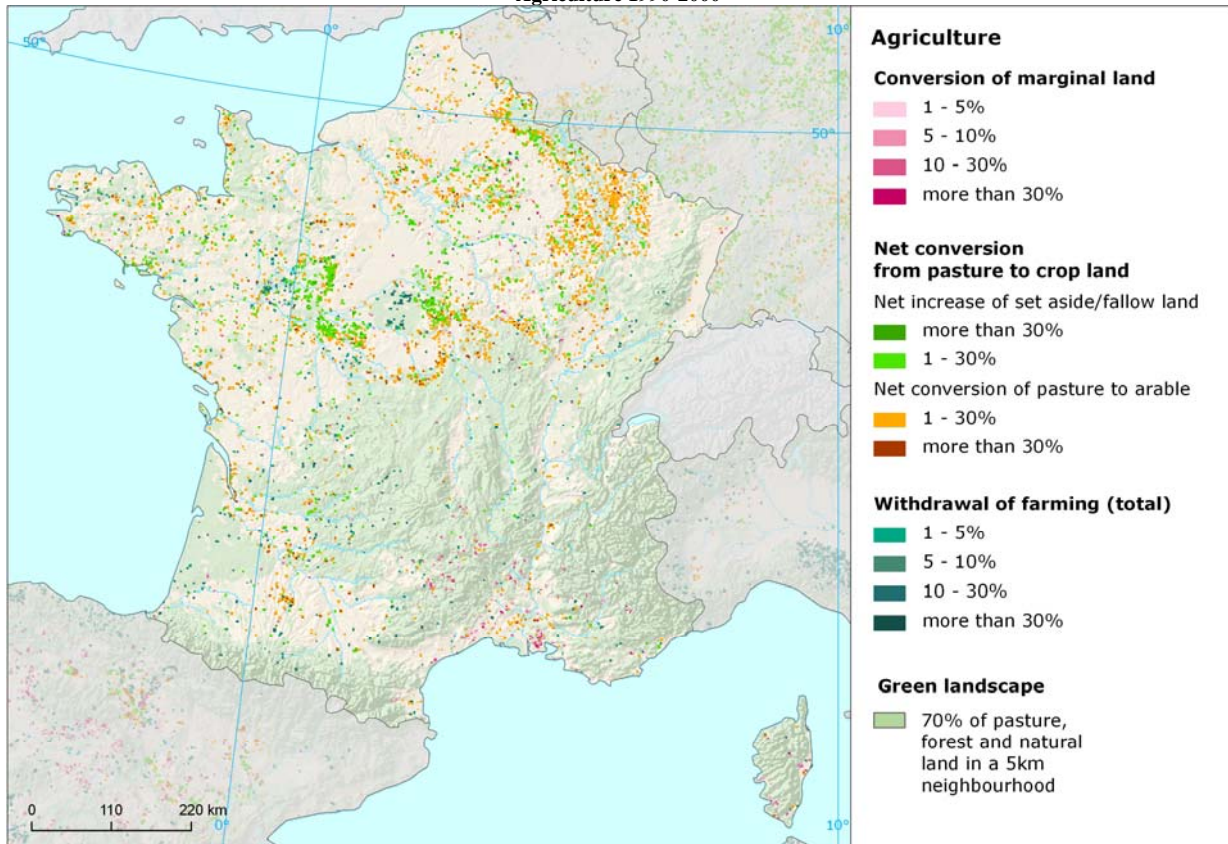 Agriculture 1990-2000
50°
0°
10°
50°
0 110 220 km
0°
10°
Agriculture
Conversion of marginal land
1 - 5%
5 - 10%
10 - 30%
more than 30%
Net conversion
from pasture to crop land
Net increase of set aside/fallow land
more than 30%
1 - 30%
Net conversion of pasture to arable
1 - 30%
more than 30%
Withdrawal of farming (total)
1 - 5%
5 - 10%
10 - 30%
more than 30%
Green landscape
70% of pasture,
forest and natural
land in a 5km
neighbourhood